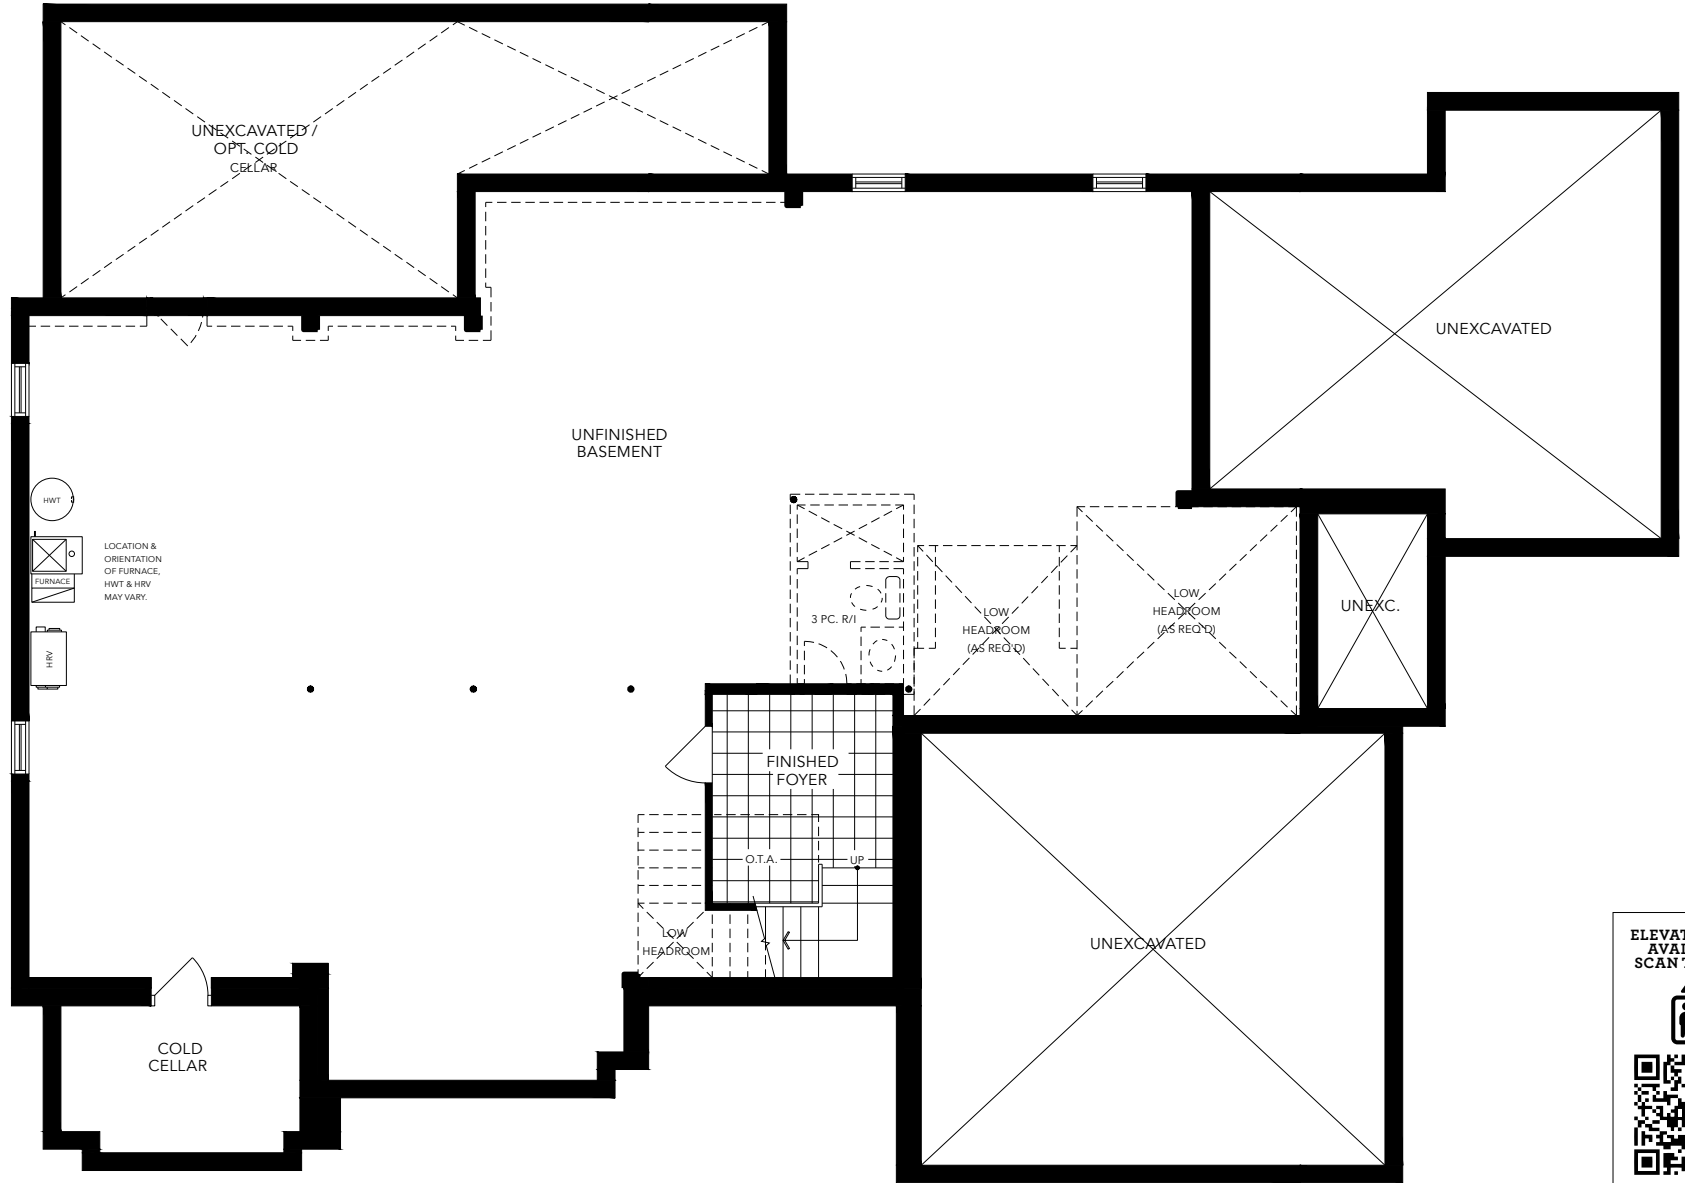 UNEXCAVATED /
OPT. COLD
CELLAR
UNEXCAVATED
UNFINISHED
BASEMENT
HWT
LOCATION &
ORIENTATION
OF FURNACE,
HWT & HRV
MAY VARY.
FURNACE
HRV
3 PC. R/I
LOW
HEADROOM
(AS REQ'D)
LOW
HEADROOM
(AS REQ'D)
UNEXC.
FINISHED
FOYER
O.T.A.
UP
LOW
HEADROOM
UNEXCAVATED
COLD
CELLAR
SCAN